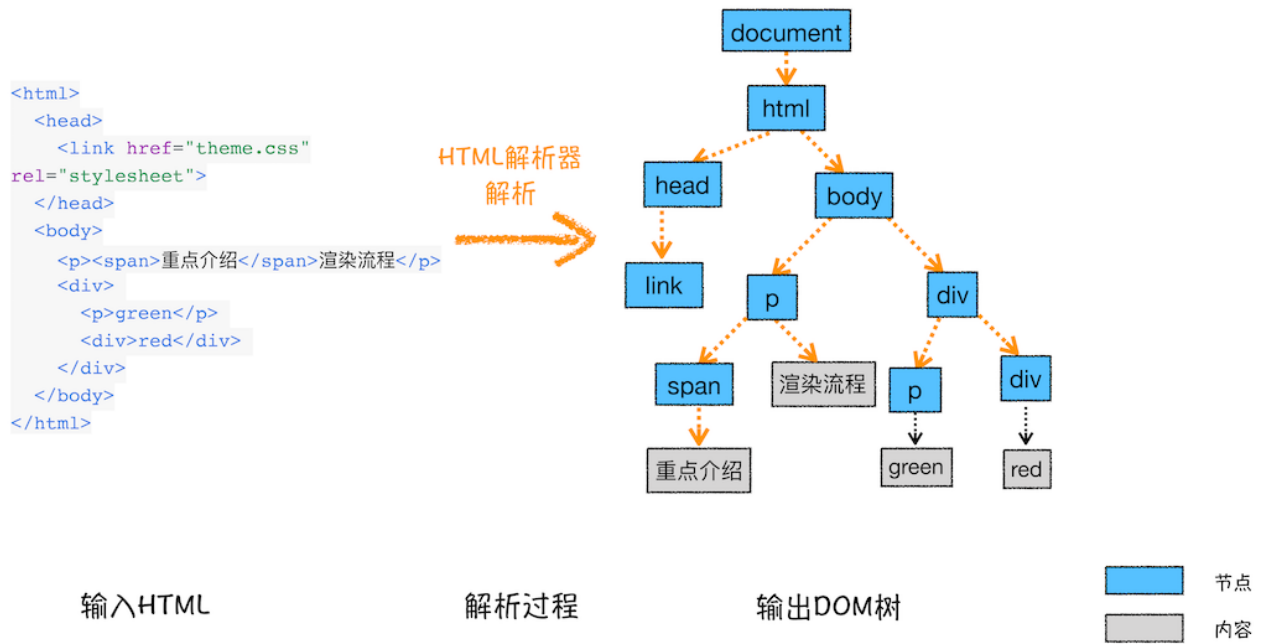 <html>
<head>
<link href="theme.css"
rel="stylesheet">
</head>
<body>
<p><span>重点介绍</span>渲染流程</p>
<div>
<p>green</p>
<div>red</div>
</div>
</body>
</html>
HTML解析器
解析
document
html
head
body
link
p
div
span
渲染流程
p
div
重点介绍
green
red
输入HTML
解析过程
输出DOM树
节点
内容